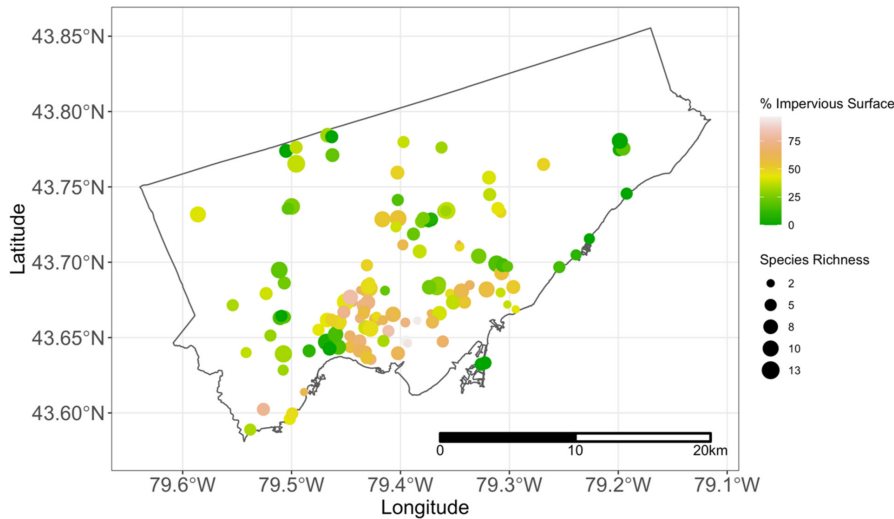 43.85°N
43.80°N
43.75°N
43.70°N
43.65°N
43.60°N
Latitude
79.6°W
79.5°W
79.4°W
79.3°W
79.2°W
79.1°W
Longitude
0
10
20km
% Impervious Surface
75
50
25
0
Species Richness
2
5
8
10
13